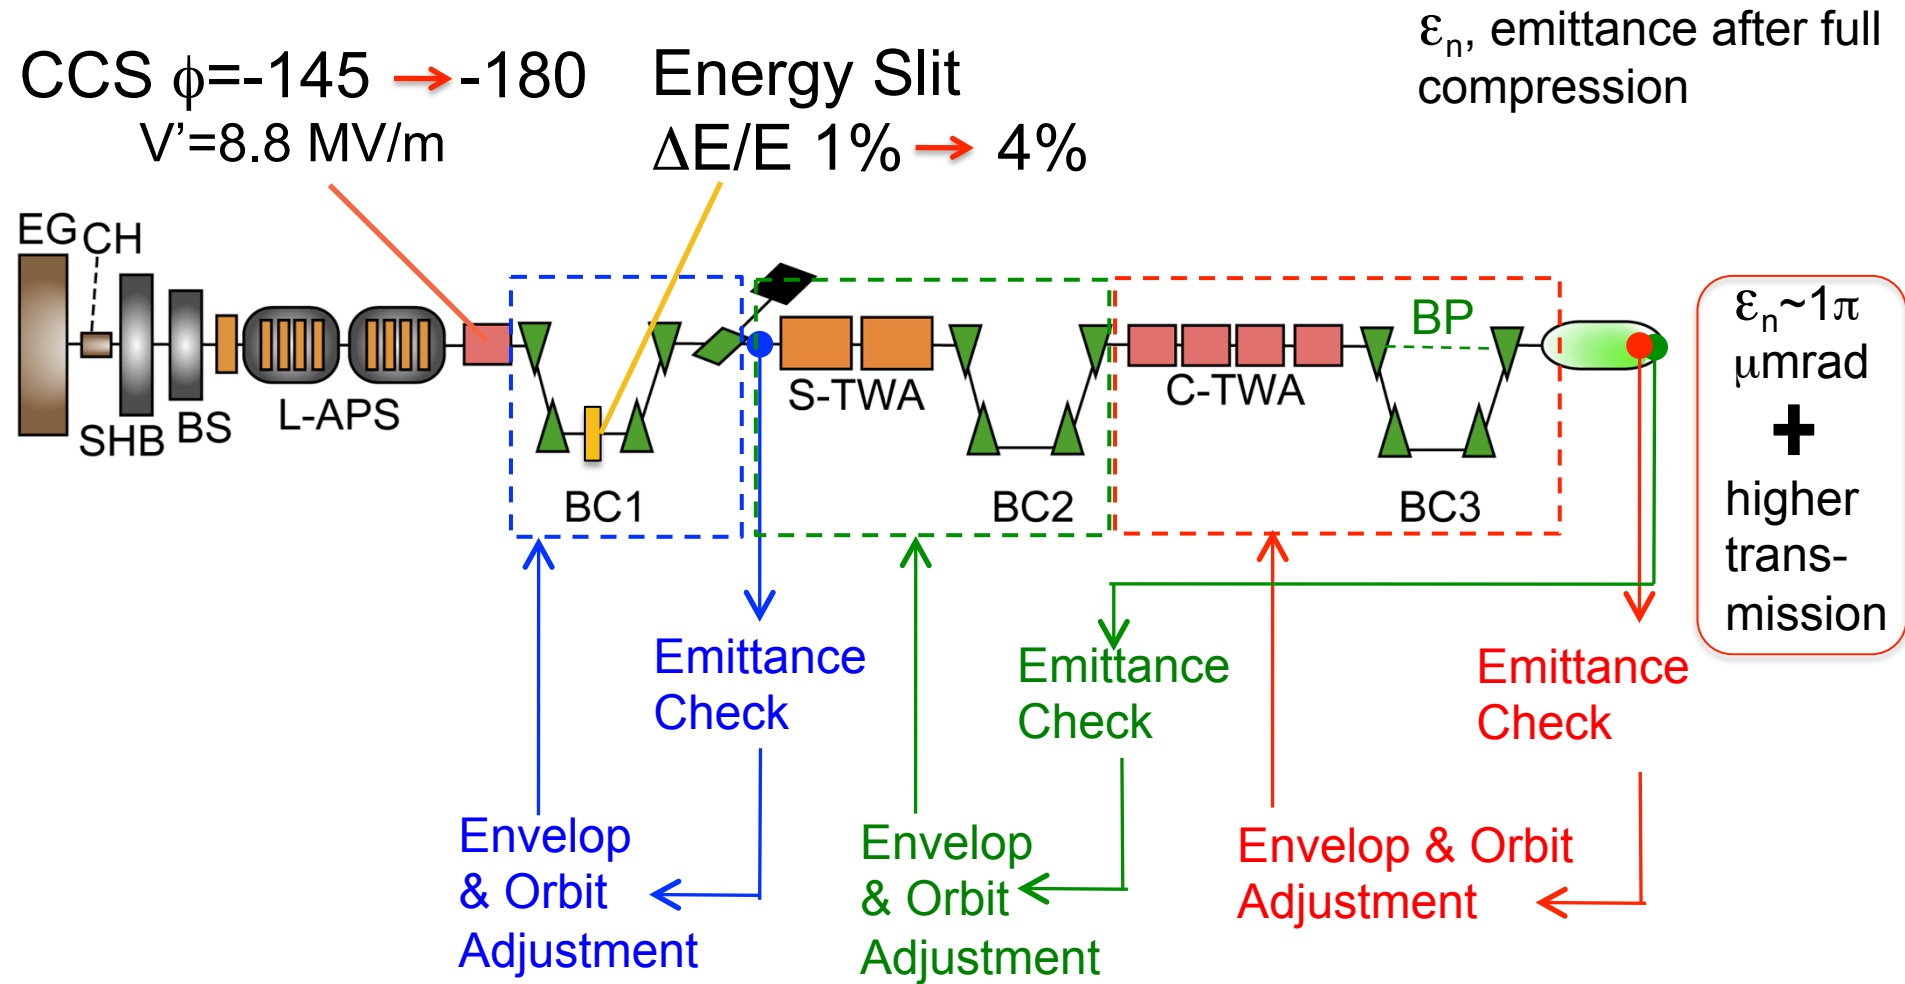 εn, emittance after full
compression
CCS ϕ=-145 → -180
V’=8.8 MV/m
Energy Slit
ΔE/E 1% → 4%
EG
CH
SHB
BS
L-APS
BC1
S-TWA
BC2
C-TWA
BP
BC3
εn~1π
μmrad
+
higher
trans-
mission
Emittance
Check
Emittance
Check
Emittance
Check
Envelop
& Orbit
Adjustment
Envelop
& Orbit
Adjustment
Envelop & Orbit
Adjustment